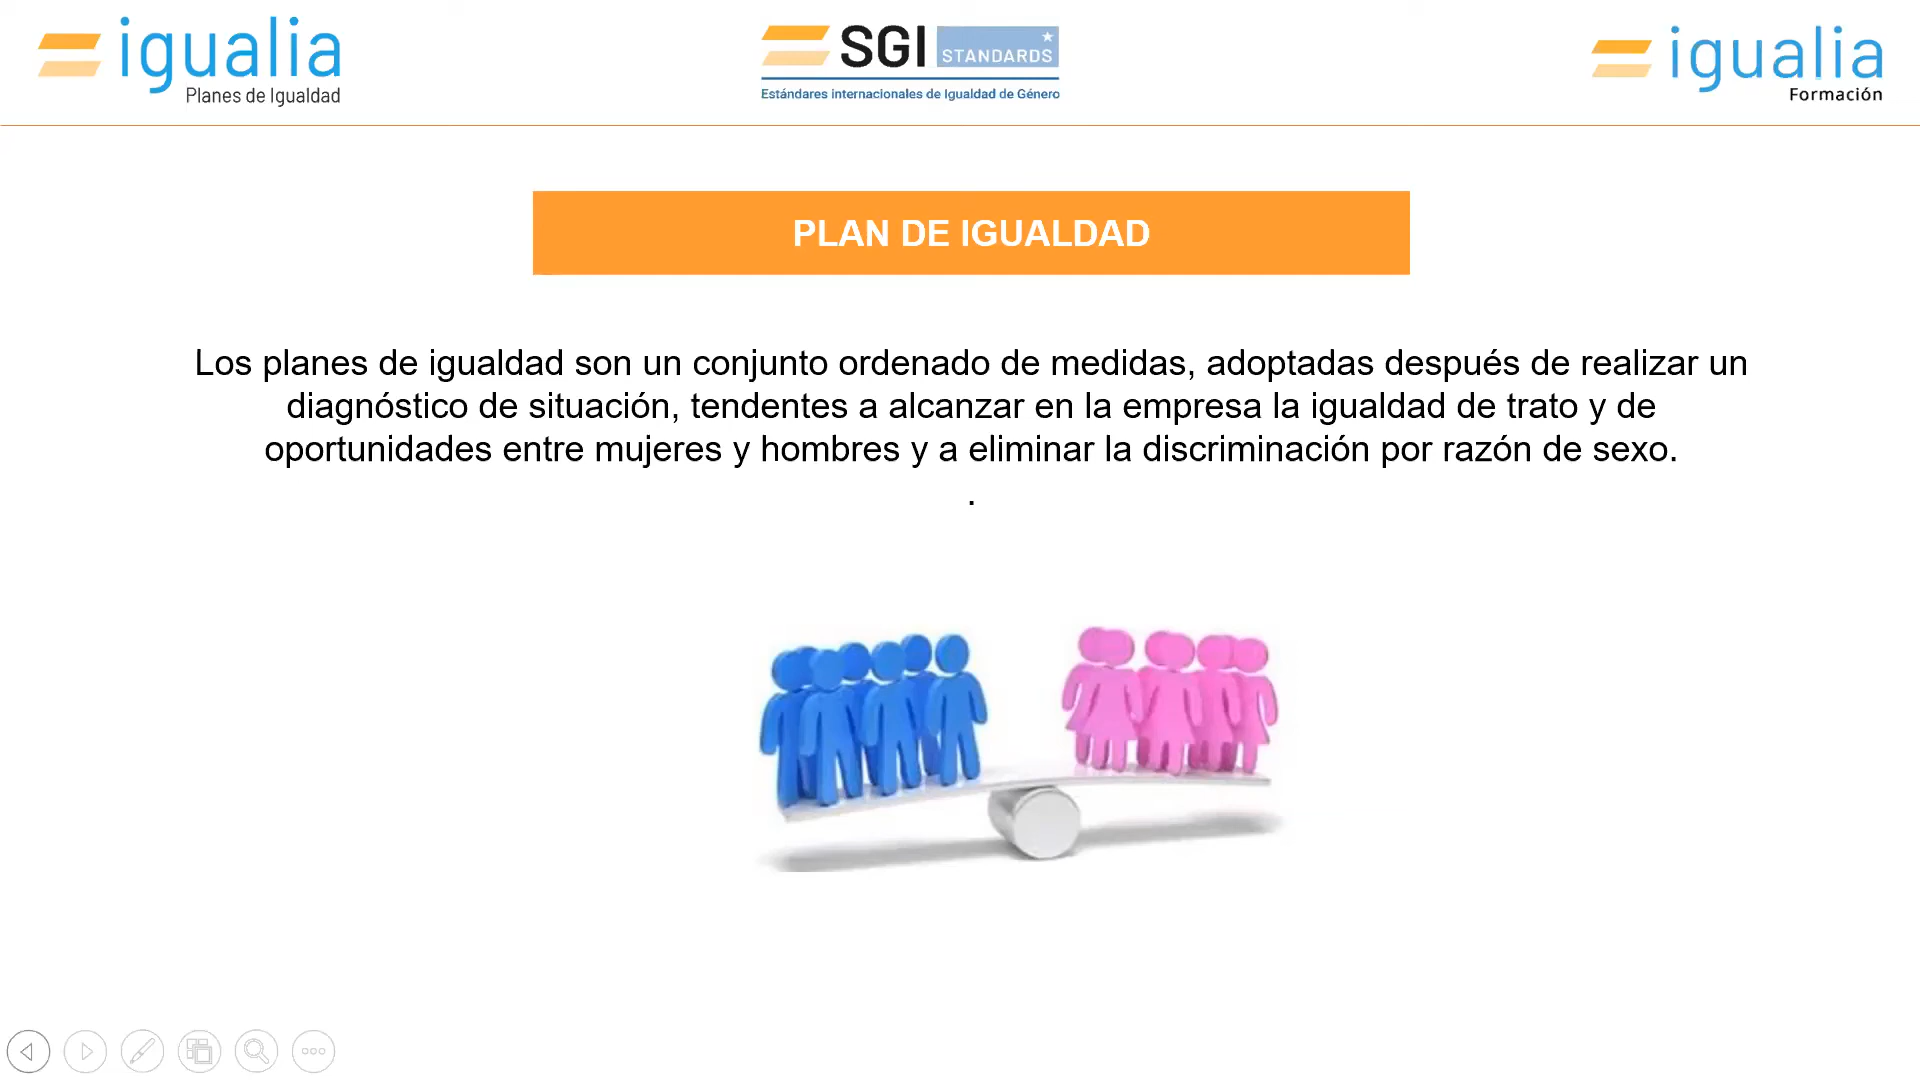 igualia
Planes de Igualdad
SGI STANDARDS
Estándares internacionales de Igualdad de Género
igualia
Formación
PLAN DE IGUALDAD
Los planes de igualdad son un conjunto ordenado de medidas, adoptadas después de realizar un
diagnóstico de situación, tendentes a alcanzar en la empresa la igualdad de trato y de
oportunidades entre mujeres y hombres y a eliminar la discriminación por razón de sexo.
.